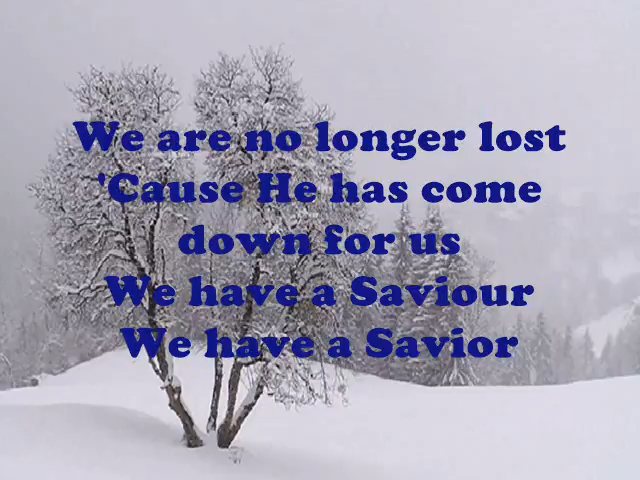 We are no longer lost
'Cause He has come
down for us
We have a Saviour
We have a Savior